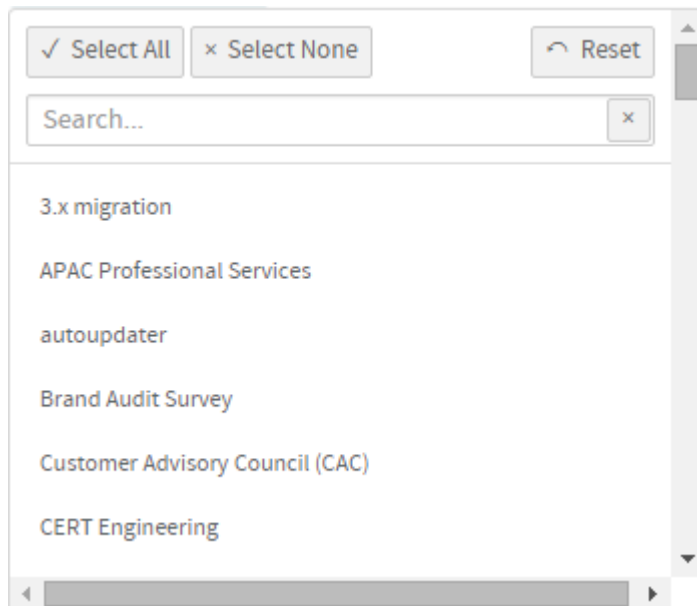 ✓ Select All × Select None Reset
Search... ×
3.x migration
APAC Professional Services
autoupdater
Brand Audit Survey
Customer Advisory Council (CAC)
CERT Engineering